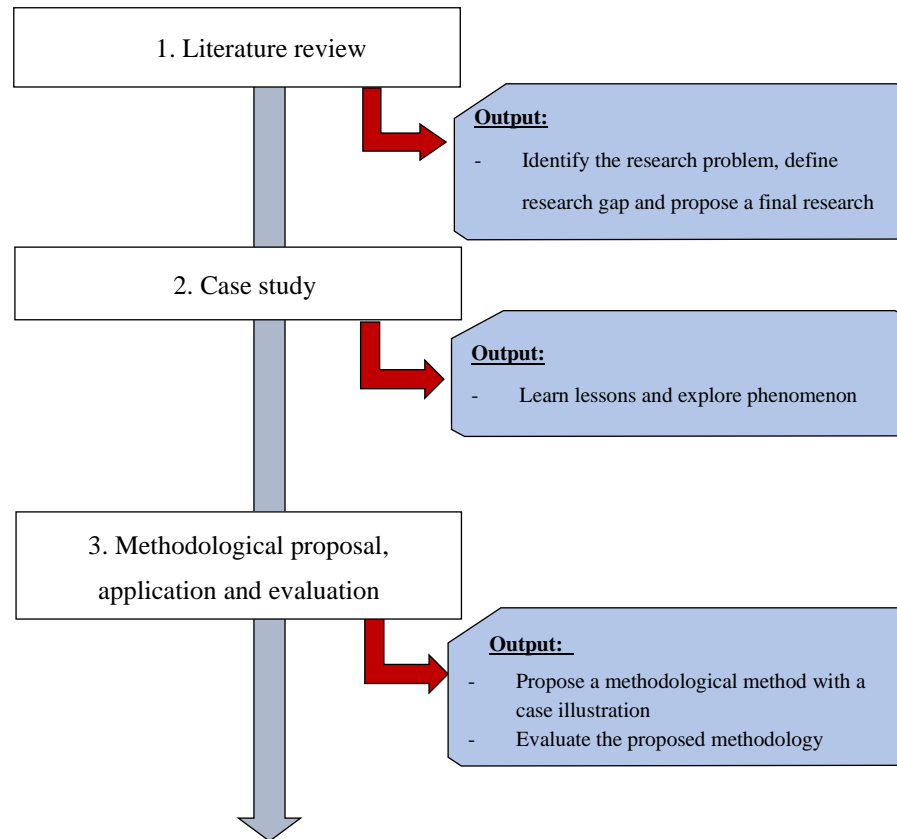 1. Literature review
Output:
- Identify the research problem, define
research gap and propose a final research
2. Case study
Output:
- Learn lessons and explore phenomenon
3. Methodological proposal,
application and evaluation
Output:
- Propose a methodological method with a
case illustration
- Evaluate the proposed methodology